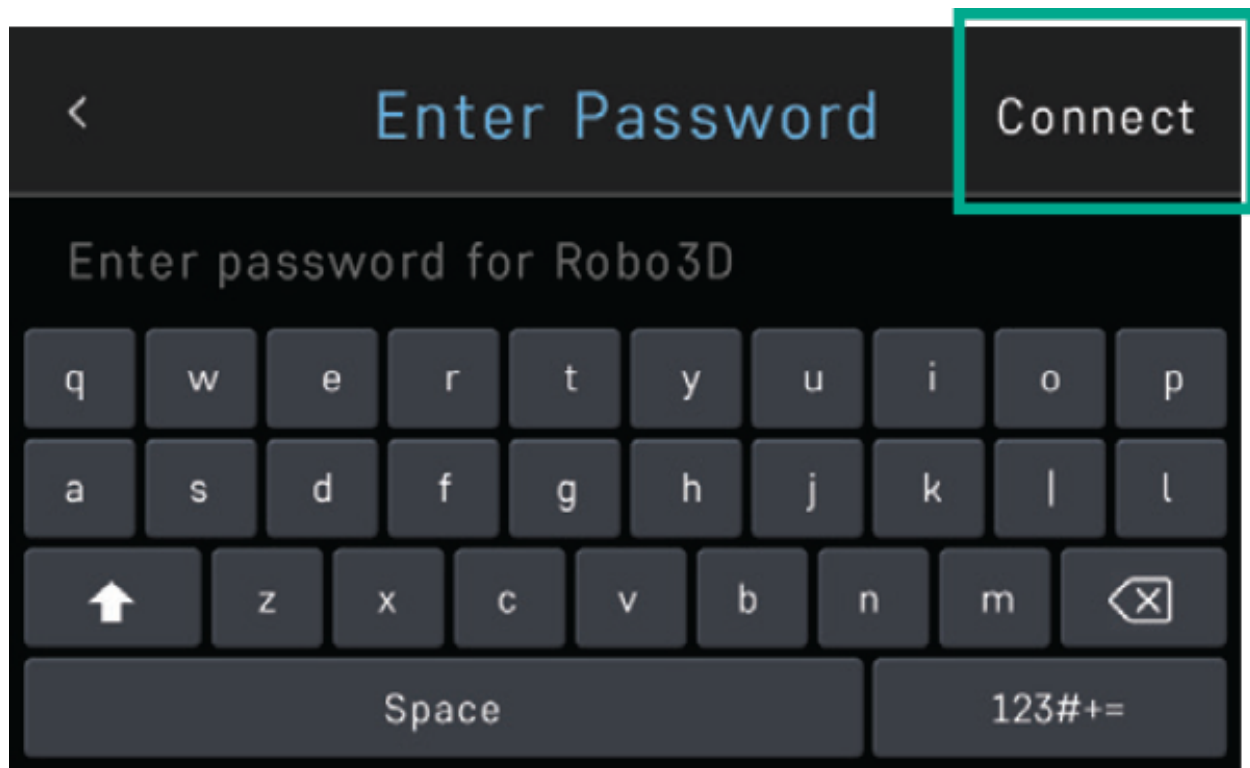 < Enter Password Connect
Enter password for Robo3D
q w e r t y u i o p
a s d f g h j k | l
z x c v b n m
Space 123#+=